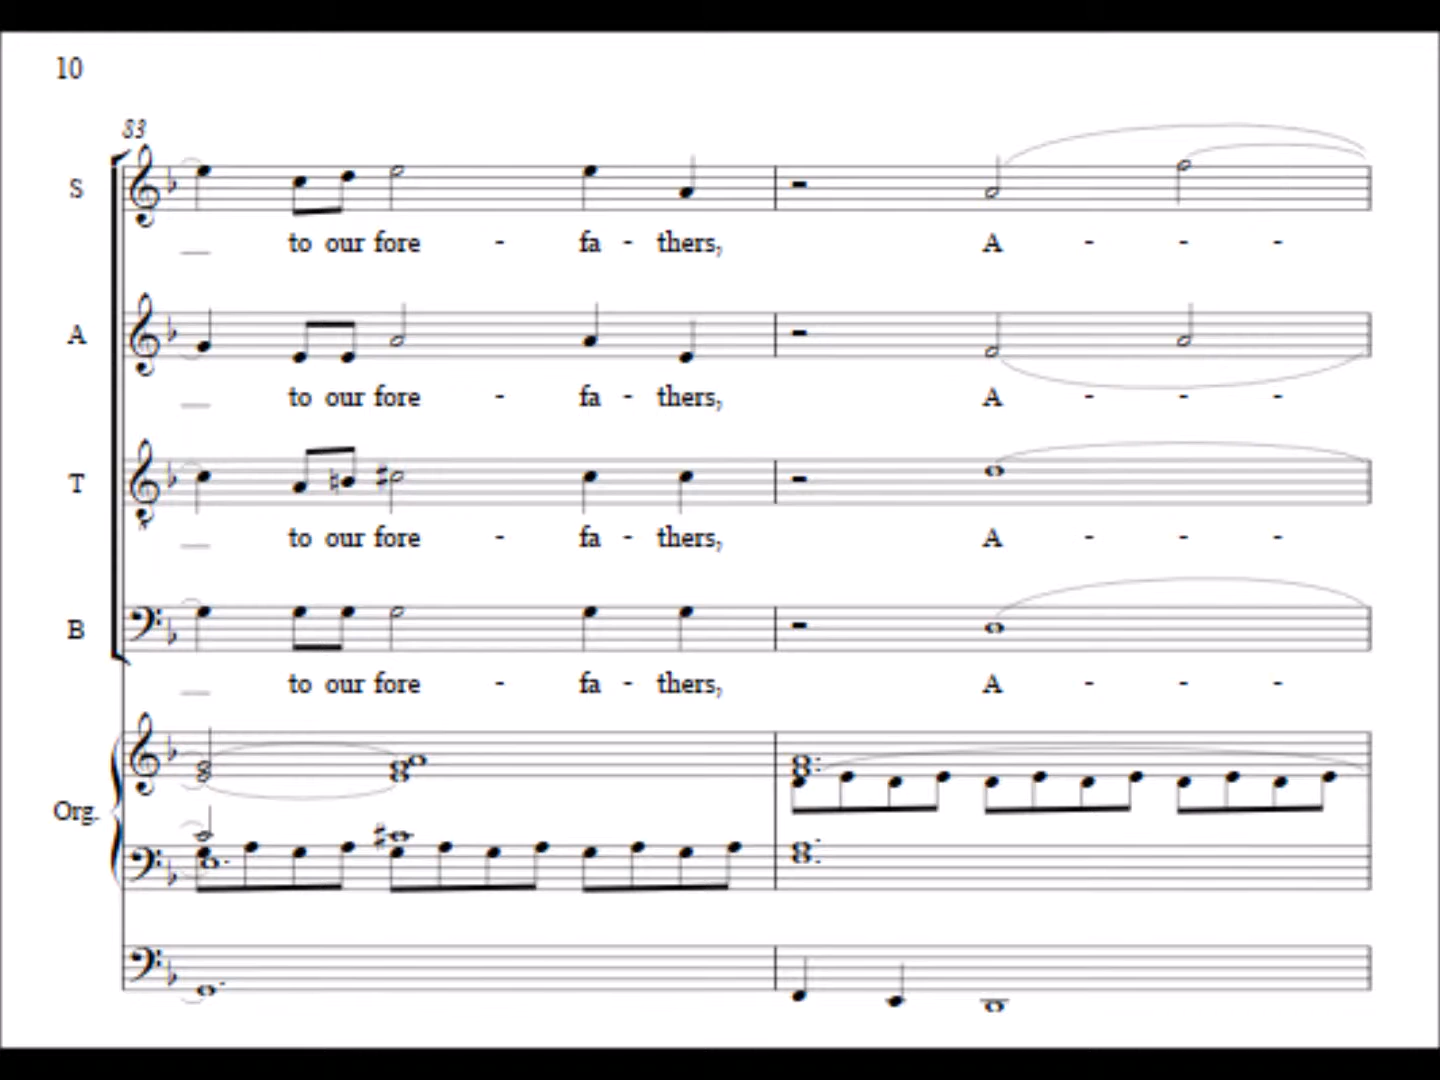 10
83
S
to our fore - fa - thers, A - - -
A
to our fore - fa - thers, A - - -
T
to our fore - fa - thers, A - - -
B
to our fore - fa - thers, A - - -
Org.